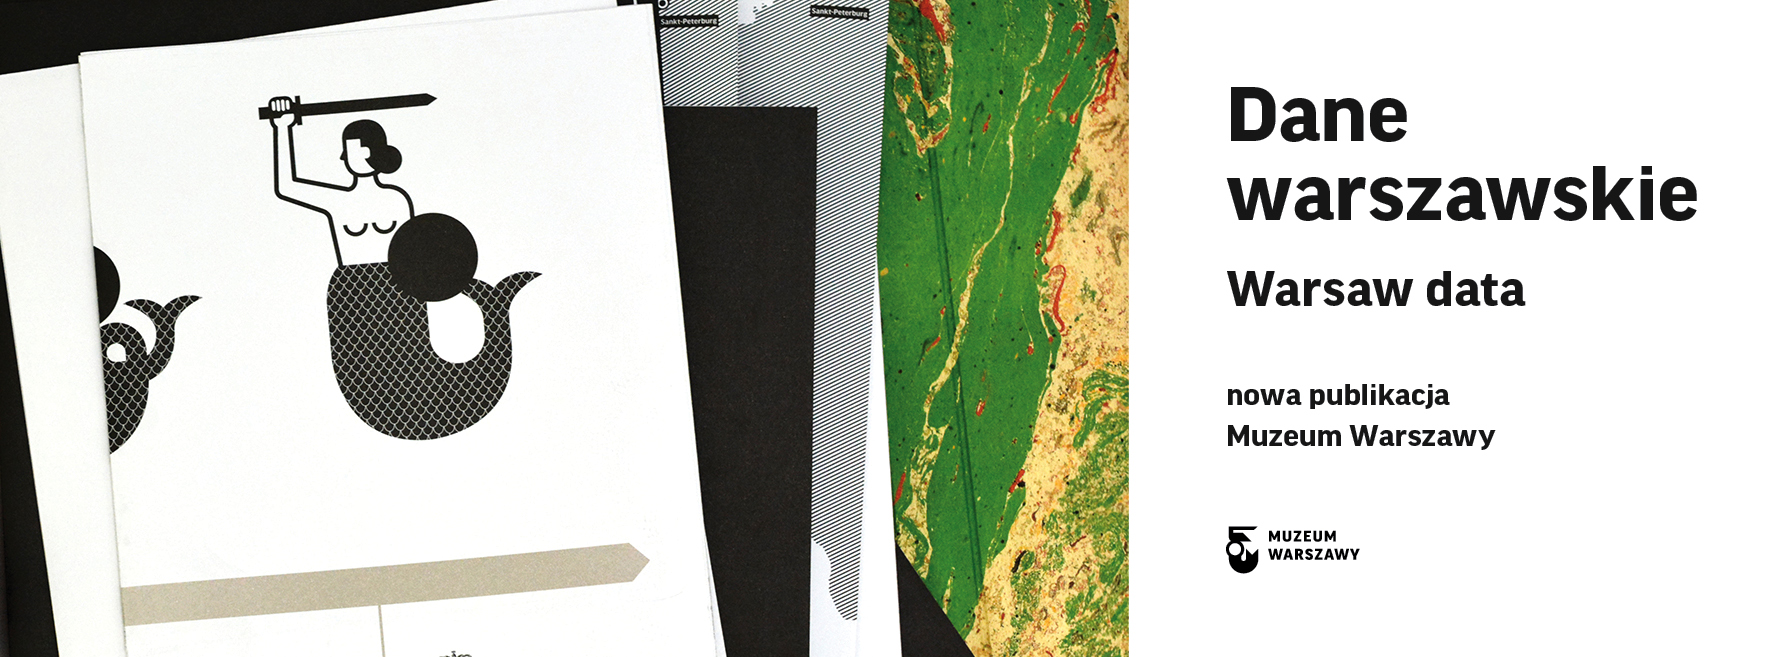 Sankt-Peterburg
Sankt-Peterburg
Dane
warszawskie
Warsaw data
nowa publikacja
Muzeum Warszawy
MUZEUM
WARSZAWY